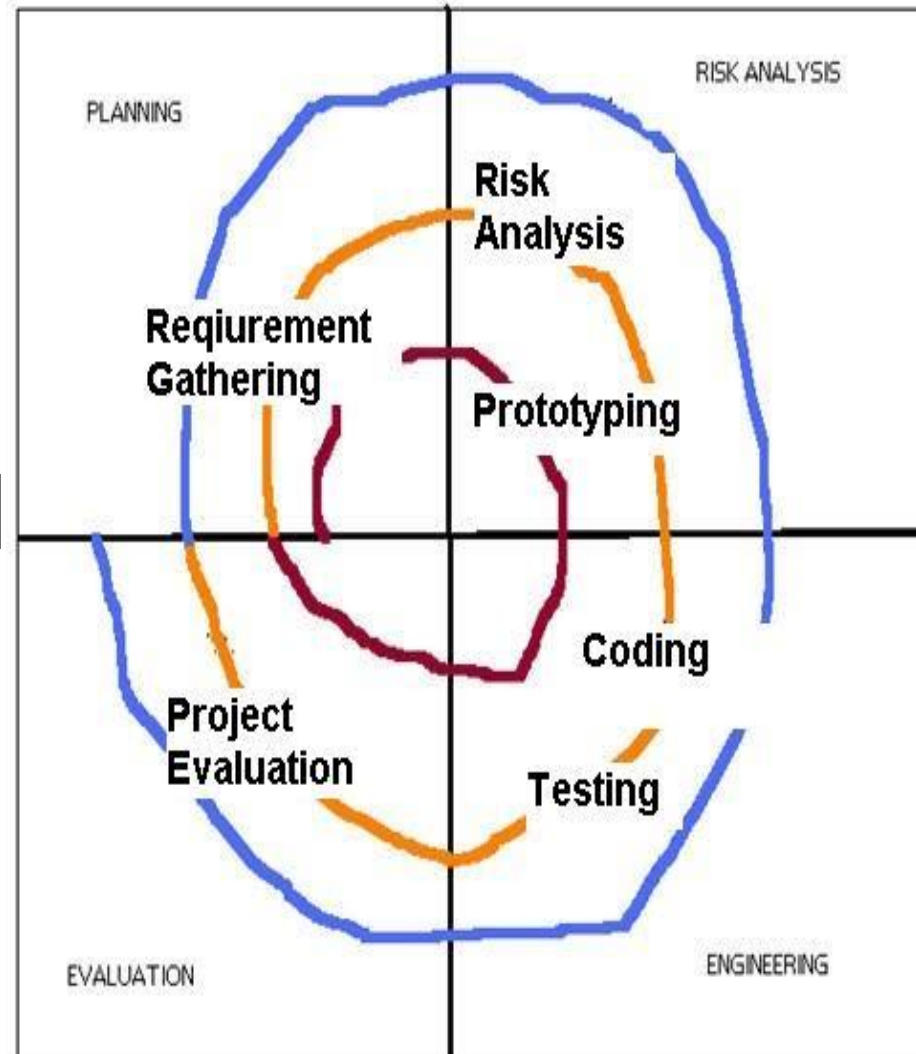 PLANNING
RISK ANALYSIS
Risk
Analysis
Reqiurement
Gathering
Prototyping
Coding
Project
Evaluation
Testing
EVALUATION
ENGINEERING